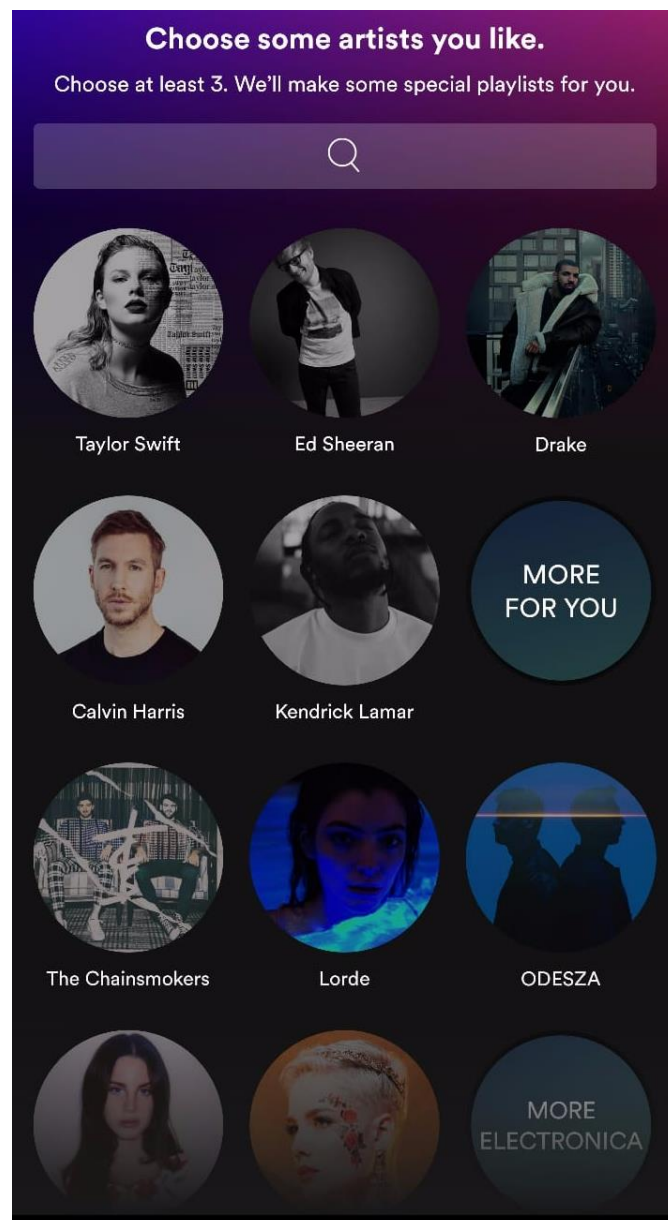 Choose some artists you like.
Choose at least 3. We'll make some special playlists for you.
Taylor Swift
Ed Sheeran
Drake
Calvin Harris
Kendrick Lamar
MORE
FOR YOU
The Chainsmokers
Lorde
ODESZA
MORE
ELECTRONICA